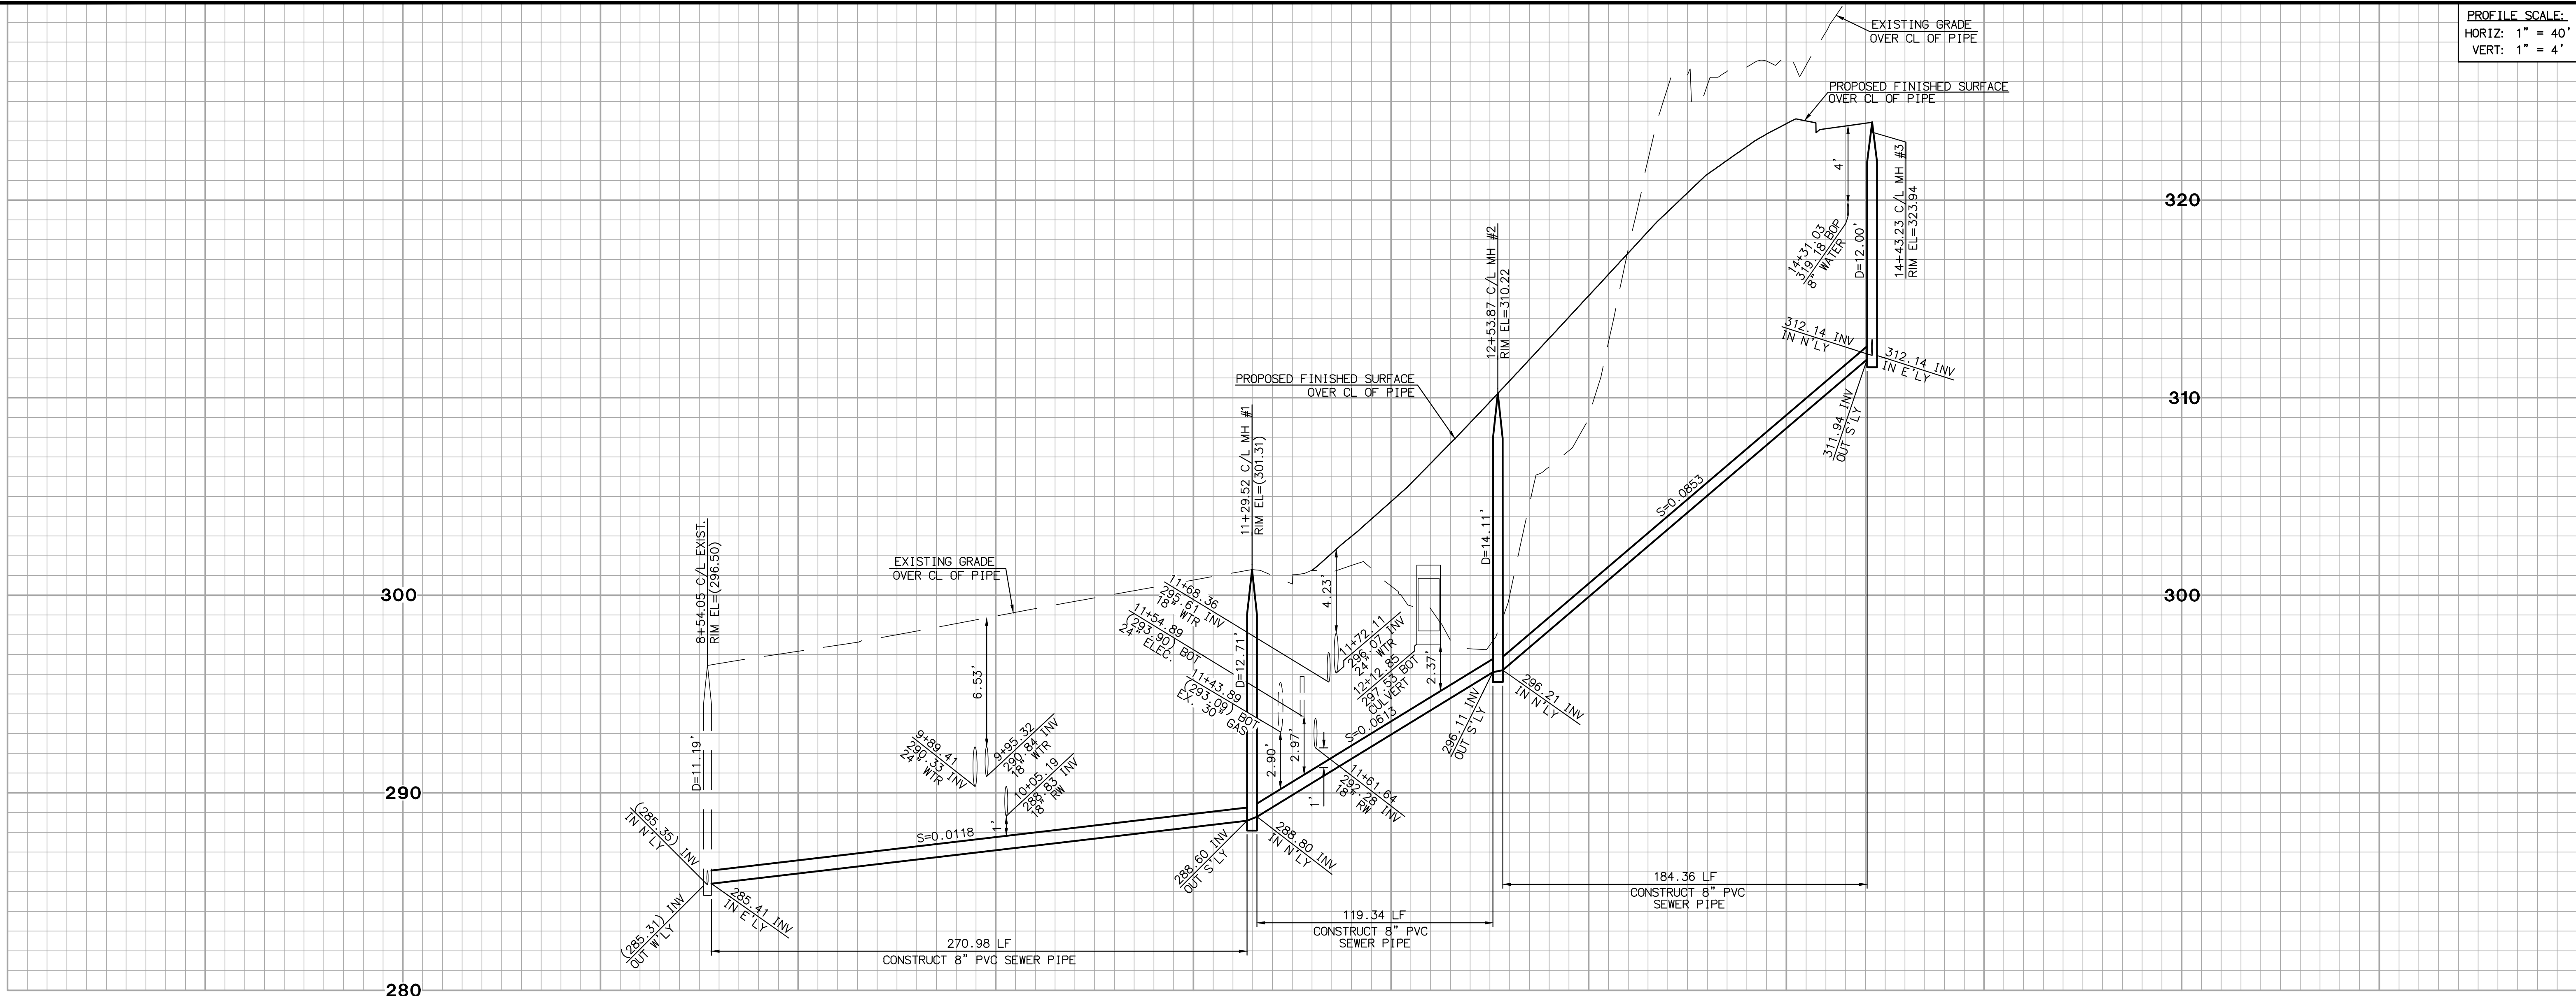 PROFILE SCALE:
HORIZ: 1" = 40'
VERT: 1" = 4'
EXISTING GRADE
OVER CL OF PIPE
PROPOSED FINISHED SURFACE
OVER CL OF PIPE
320
320
4'
14+31.03
319.18 BOP
8" WATER
D=12.00'
14+43.23 C/L MH #3
RIM EL=323.94
12+53.87 C/L MH #2
RIM EL=310.22
312.14 INV
IN N'LY
312.14 INV
IN E'LY
311.94 INV
OUT S'LY
310
310
PROPOSED FINISHED SURFACE
OVER CL OF PIPE
11+29.52 C/L MH #1
RIM EL=(301.31)
8+54.05 C/L EXIST.
RIM EL=(296.50)
EXISTING GRADE
OVER CL OF PIPE
300
300
11+68.36
295.61 INV
18" WTR
11+54.89
(293.90) BOT
24" ELEC.
11+43.89
(293.09) BOT
EX. 30" GAS
4.23'
11+72.11
296.07 INV
24" WTR
12+12.85
297.53 BOT
CULVERT
D=14.11'
S=0.0853
D=12.71'
6.53'
2.37'
S=0.0613
296.21 INV
IN N'LY
296.11 INV
OUT S'LY
D=11.19'
9+89.41
290.33 INV
24" WTR
9+95.32
290.84 INV
18" WTR
10+05.19
288.83 INV
18" RW
1'
2.90'
2.97'
1'
11+61.64
292.28 INV
18" RW
290
290
S=0.0118
(285.35) INV
IN N'LY
(285.31) INV
OUT W'LY
285.41 INV
IN E'LY
288.60 INV
OUT S'LY
288.80 INV
IN N'LY
184.36 LF
CONSTRUCT 8" PVC
SEWER PIPE
119.34 LF
CONSTRUCT 8" PVC
SEWER PIPE
270.98 LF
CONSTRUCT 8" PVC SEWER PIPE
280